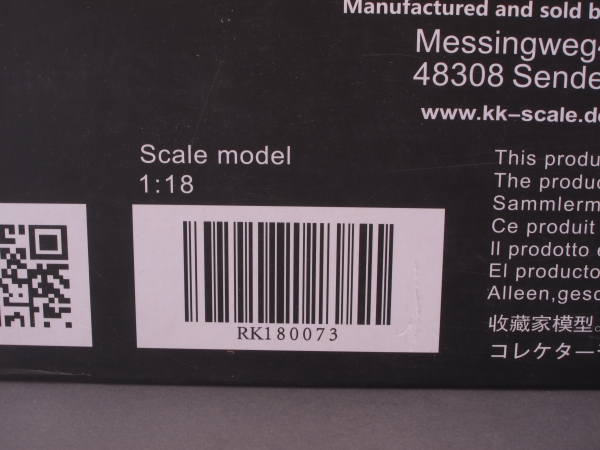 Manufactured and sold b
Messingweg
48308 Sende
www.kk-scale.de
Scale model
1:18
RK180073
This produ
The produc
Sammlerm
Ce produit
Il prodotto e
El producto
Alleen,gesc
收藏家模型。
コレクター